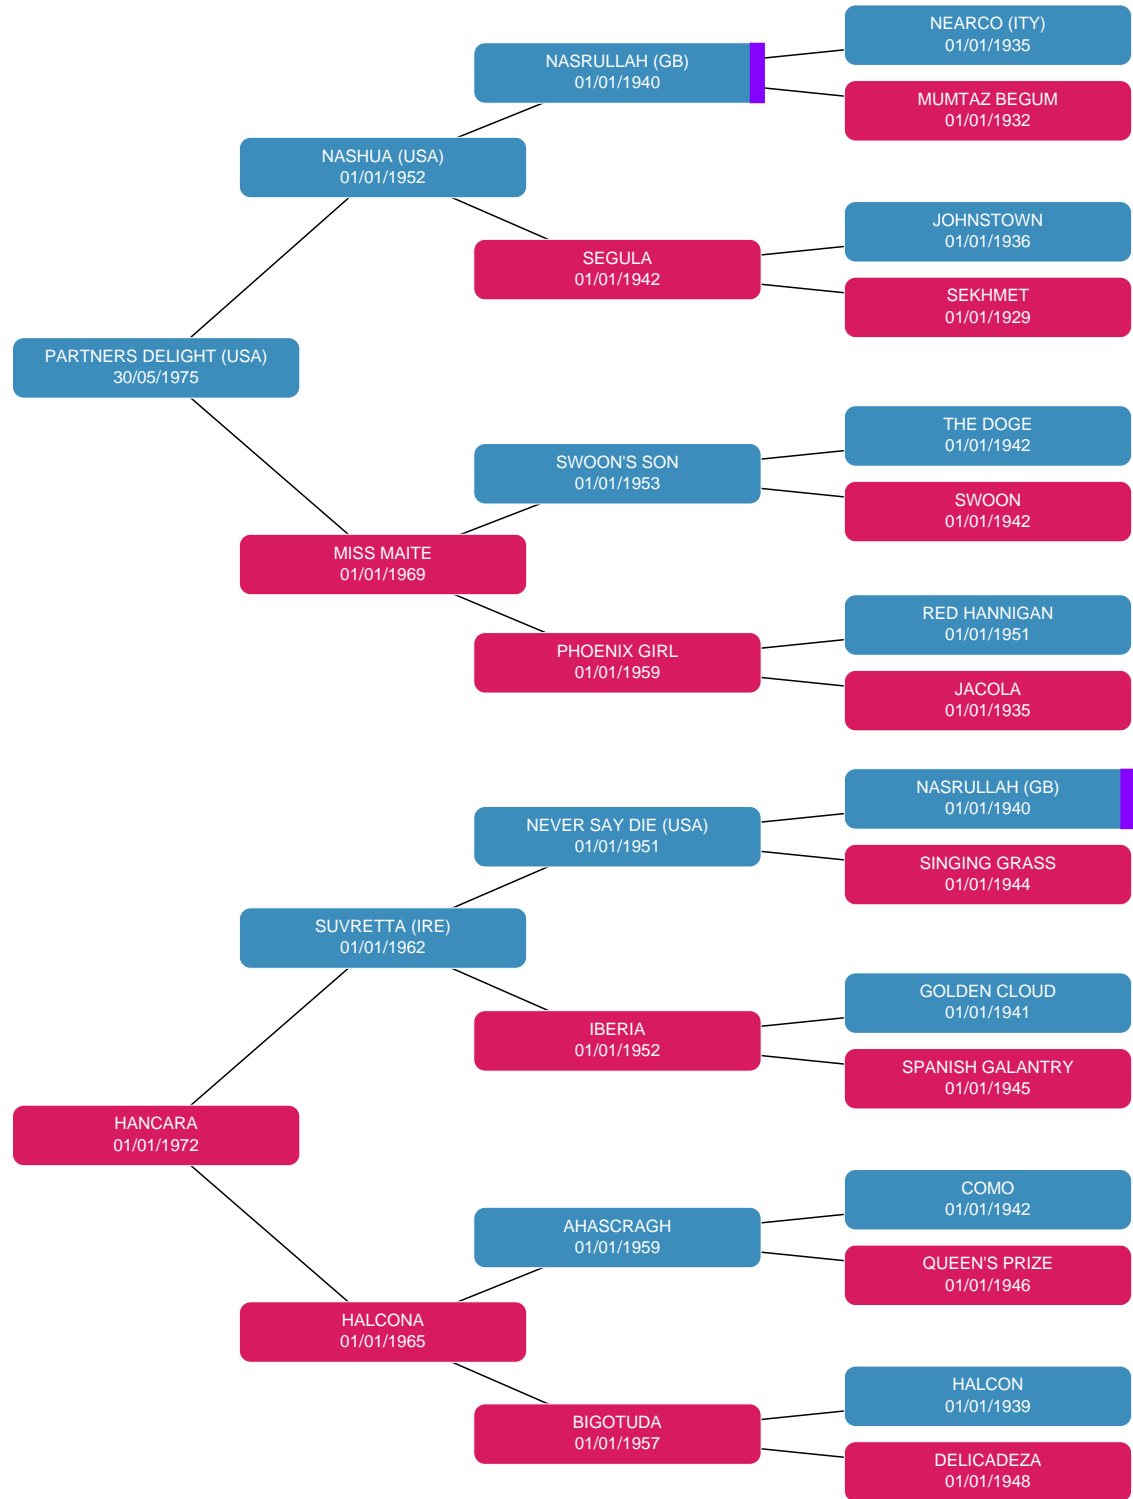 NEARCO (ITY)
01/01/1935
NASRULLAH (GB)
01/01/1940
MUMTAZ BEGUM
01/01/1932
NASHUA (USA)
01/01/1952
JOHNSTOWN
01/01/1936
SEGULA
01/01/1942
SEKHMET
01/01/1929
PARTNERS DELIGHT (USA)
30/05/1975
THE DOGE
01/01/1942
SWOON'S SON
01/01/1953
SWOON
01/01/1942
MISS MAITE
01/01/1969
RED HANNIGAN
01/01/1951
PHOENIX GIRL
01/01/1959
JACOLA
01/01/1935
NASRULLAH (GB)
01/01/1940
NEVER SAY DIE (USA)
01/01/1951
SINGING GRASS
01/01/1944
SUVRETTA (IRE)
01/01/1962
GOLDEN CLOUD
01/01/1941
IBERIA
01/01/1952
SPANISH GALANTRY
01/01/1945
HANCARA
01/01/1972
COMO
01/01/1942
AHASCRAGH
01/01/1959
QUEEN'S PRIZE
01/01/1946
HALCONA
01/01/1965
HALCON
01/01/1939
BIGOTUDA
01/01/1957
DELICADEZA
01/01/1948